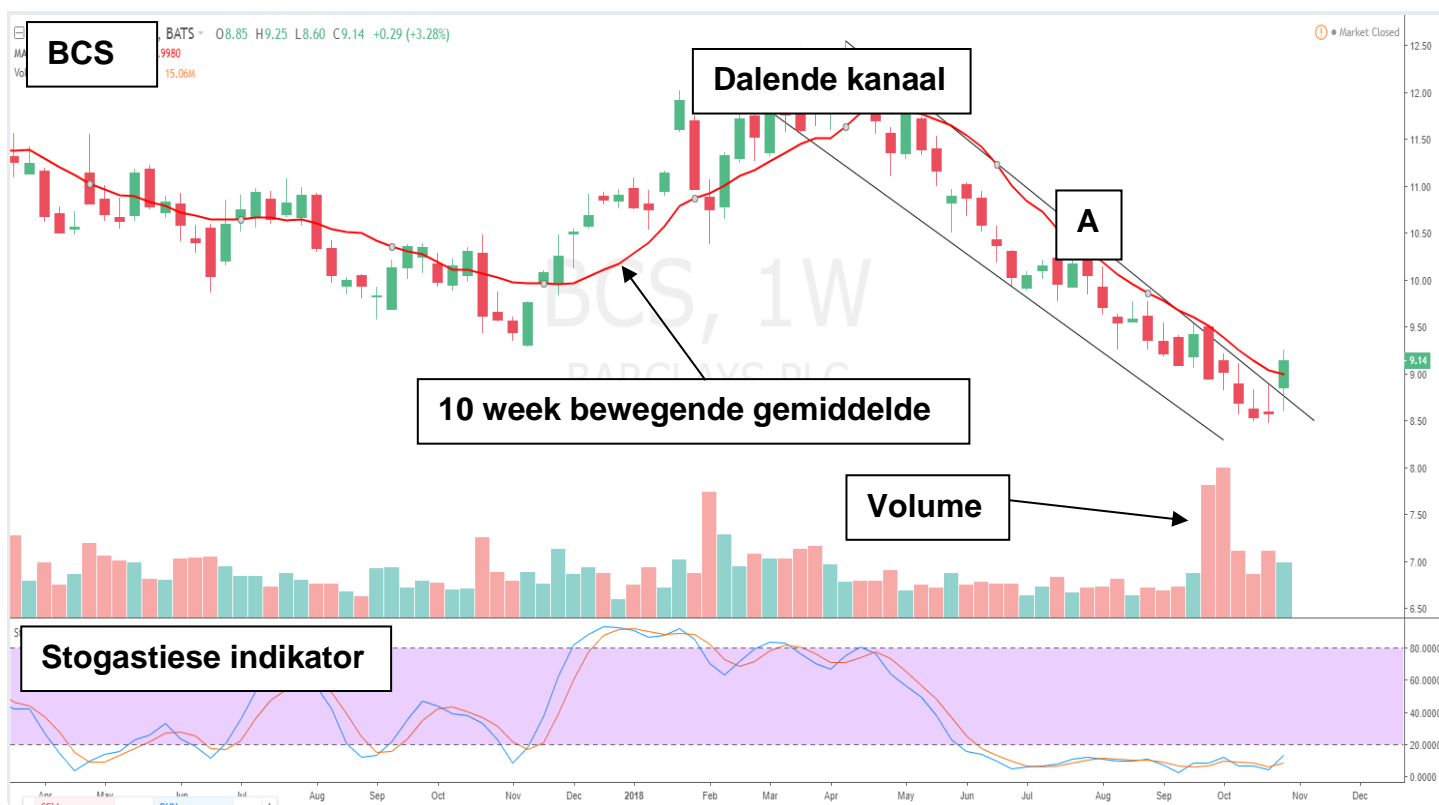 BCS
, BATS O8.85 H9.25 L8.60 C9.14 +0.29 (+3.28%)
.9980
15.06M
Market Closed
Dalende kanaal
A
BCS, 1W
BARCLAYS PLC
10 week bewegende gemiddelde
Volume
Stogastiese indikator
12.50
12.00
11.50
11.00
10.50
10.00
9.50
9.14
9.00
8.50
8.00
7.50
7.00
6.50
80.0000
60.0000
40.0000
20.0000
0.0000
Apr May Jun Jul Aug Sep Oct Nov Dec 2018 Feb Mar Apr May Jun Jul Aug Sep Oct Nov Dec